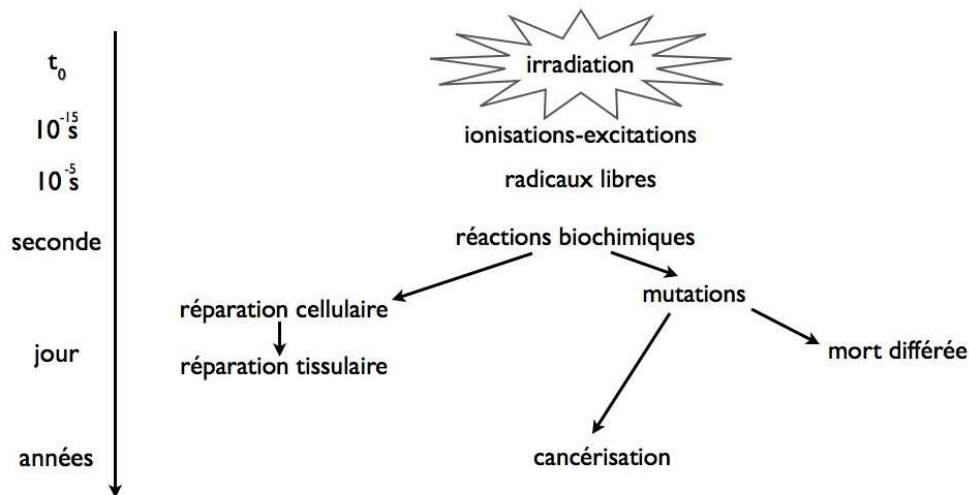 t₀
irradiation
10⁻¹⁵s
ionisations-excitations
10⁻⁵s
radicaux libres
seconde
réactions biochimiques
réparation cellulaire
mutations
jour
réparation tissulaire
mort différée
années
cancérisation